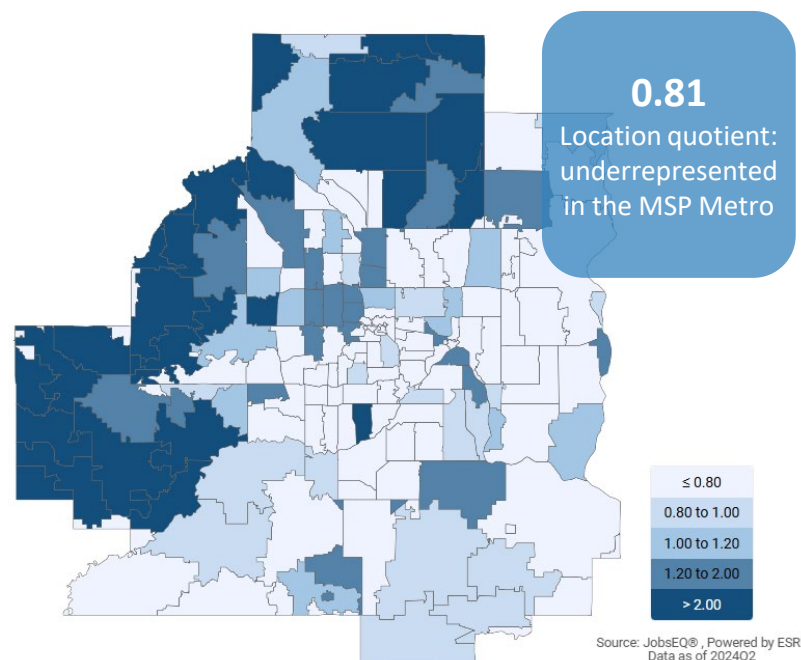 0.81
Location quotient:
underrepresented
in the MSP Metro
≤ 0.80
0.80 to 1.00
1.00 to 1.20
1.20 to 2.00
> 2.00
Source: JobsEQ® , Powered by ESR
Data as of 2024Q2